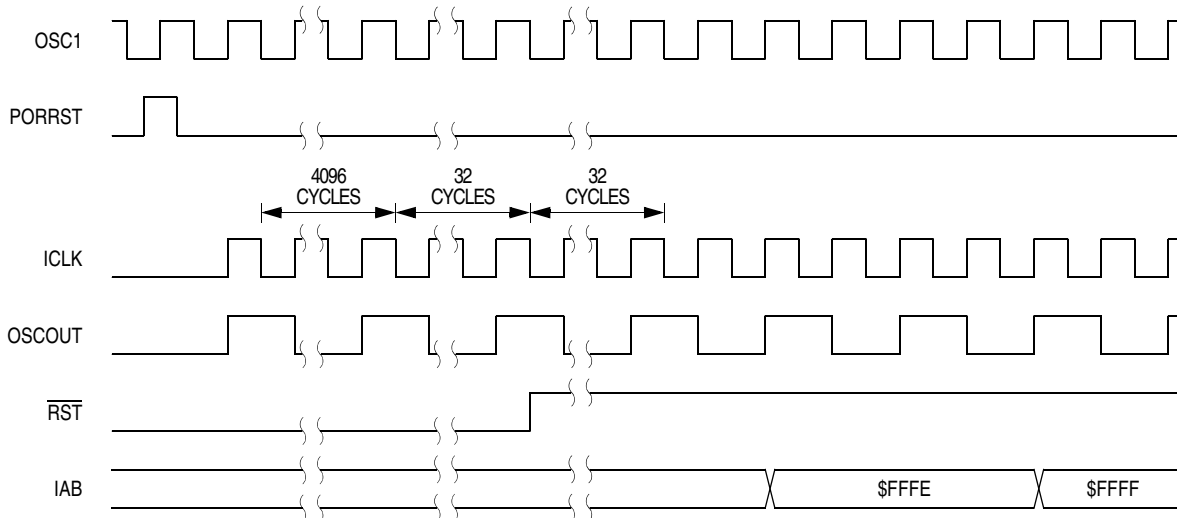 OSC1
PORRST
4096
CYCLES
32
CYCLES
32
CYCLES
ICLK
OSCOUT
RST
IAB
$FFFE
$FFFF